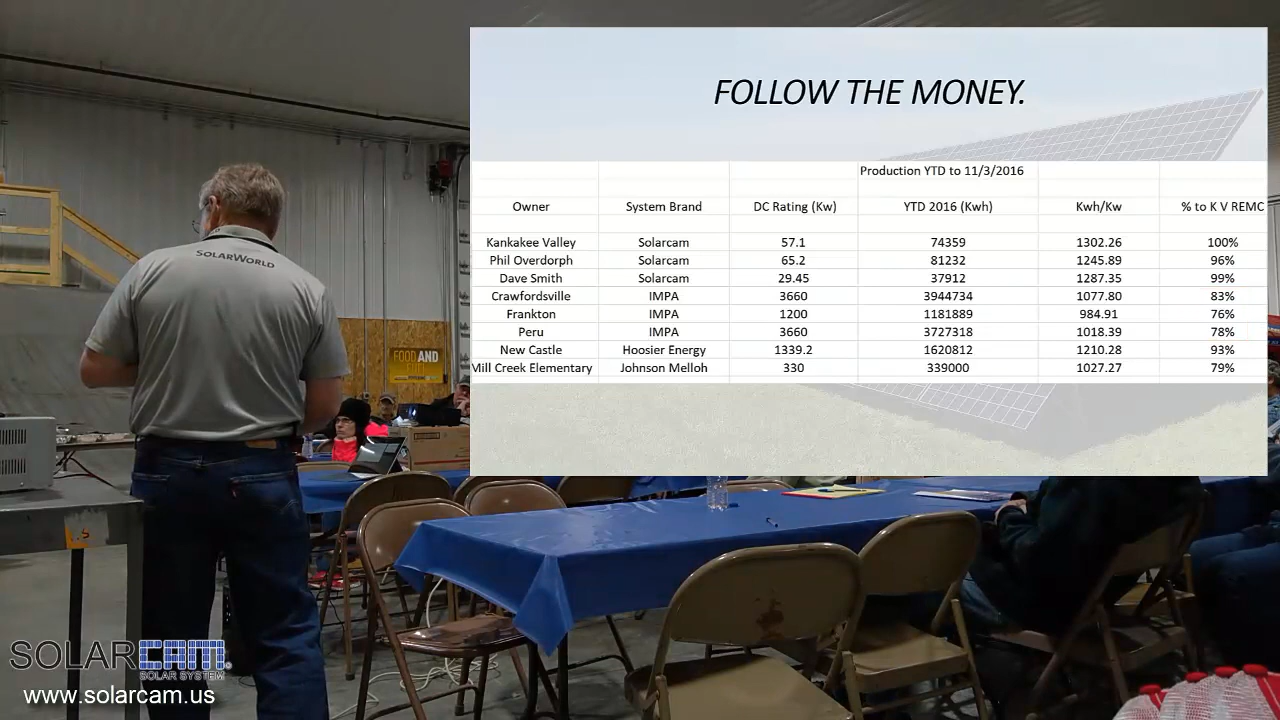 FOLLOW THE MONEY.
Production YTD to 11/3/2016
Owner System Brand DC Rating (Kw) YTD 2016 (Kwh) Kwh/Kw % to K V REMC
Kankakee Valley Solarcam 57.1 74359 1302.26 100%
Phil Overdorph Solarcam 65.2 81232 1245.89 96%
Dave Smith Solarcam 29.45 37912 1287.35 99%
Crawfordsville IMPA 3660 3944734 1077.80 83%
Frankton IMPA 1200 1181889 984.91 76%
Peru IMPA 3660 3727318 1018.39 78%
New Castle Hoosier Energy 1339.2 1620812 1210.28 93%
Mill Creek Elementary Johnson Melloh 330 339000 1027.27 79%
SOLARWORLD
FOOD AND
SOLARCAM
SOLAR SYSTEM
www.solarcam.us